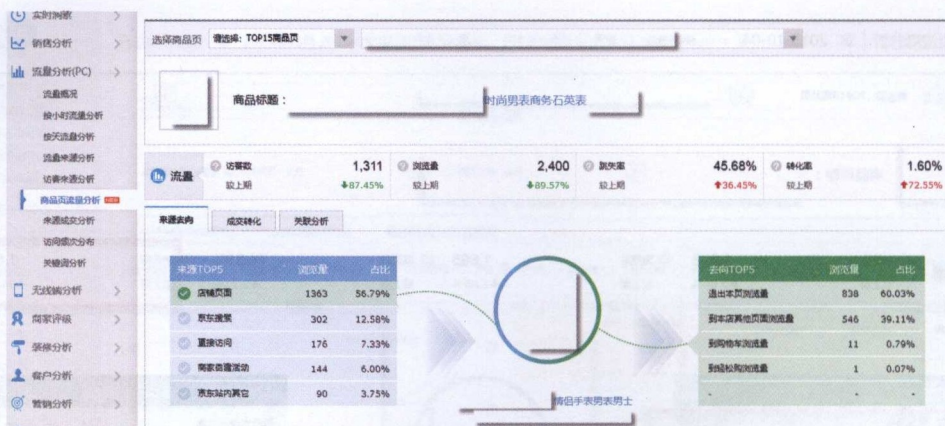 实时洞察
销售分析
流量分析(PC)
流量概况
按小时流量分析
按天流量分析
流量来源分析
访客来源分析
商品页流量分析
来源成交分析
访问层次分布
关键词分析
无线端分析
商家评级
装修分析
客户分析
营销分析
选择商品页 请选择：TOP15商品页
商品标题： 时尚男表商务石英表
流量
访客数 1,311 浏览量 2,400 跳失率 45.68% 转化率 1.60%
较上期 87.45% 较上期 89.57% 较上期 36.45% 较上期 72.55%
来源去向 成交转化 关联分析
来源TOP5 浏览量 占比
店铺页面 1363 56.79%
京东搜索 302 12.58%
直接访问 176 7.33%
商家促销活动 144 6.00%
京东站内其它 90 3.75%
去向TOP5 浏览量 占比
退出本页浏览量 838 60.03%
到本店其他页面浏览量 546 39.11%
到购物车浏览量 11 0.79%
到轻松购浏览量 1 0.07%
- - -
情侣手表男表男士